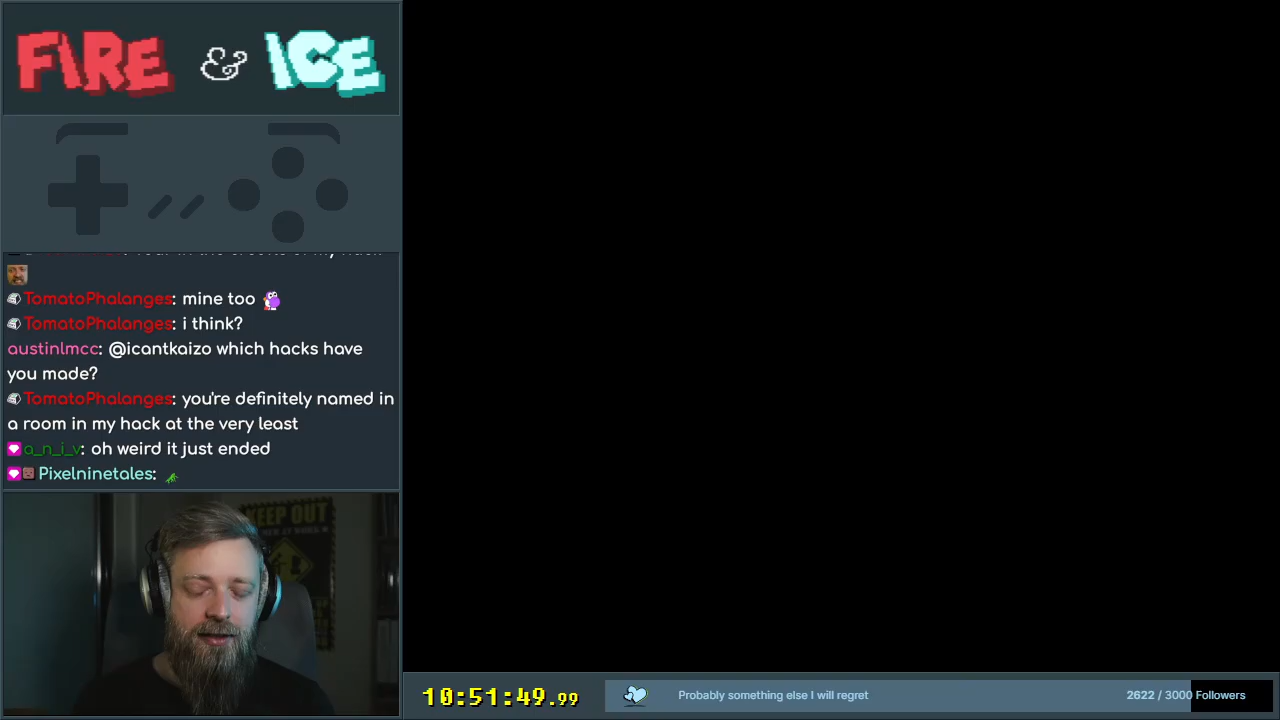 FIRE & ICE
TomatoPhalanges: mine too
TomatoPhalanges: i think?
austinlmcc: @icantkaizo which hacks have
you made?
TomatoPhalanges: you're definitely named in
a room in my hack at the very least
a_n_i_v: oh weird it just ended
Pixelninetales:
KEEP OUT
10:51:49.99
Probably something else I will regret
2622 / 3000 Followers